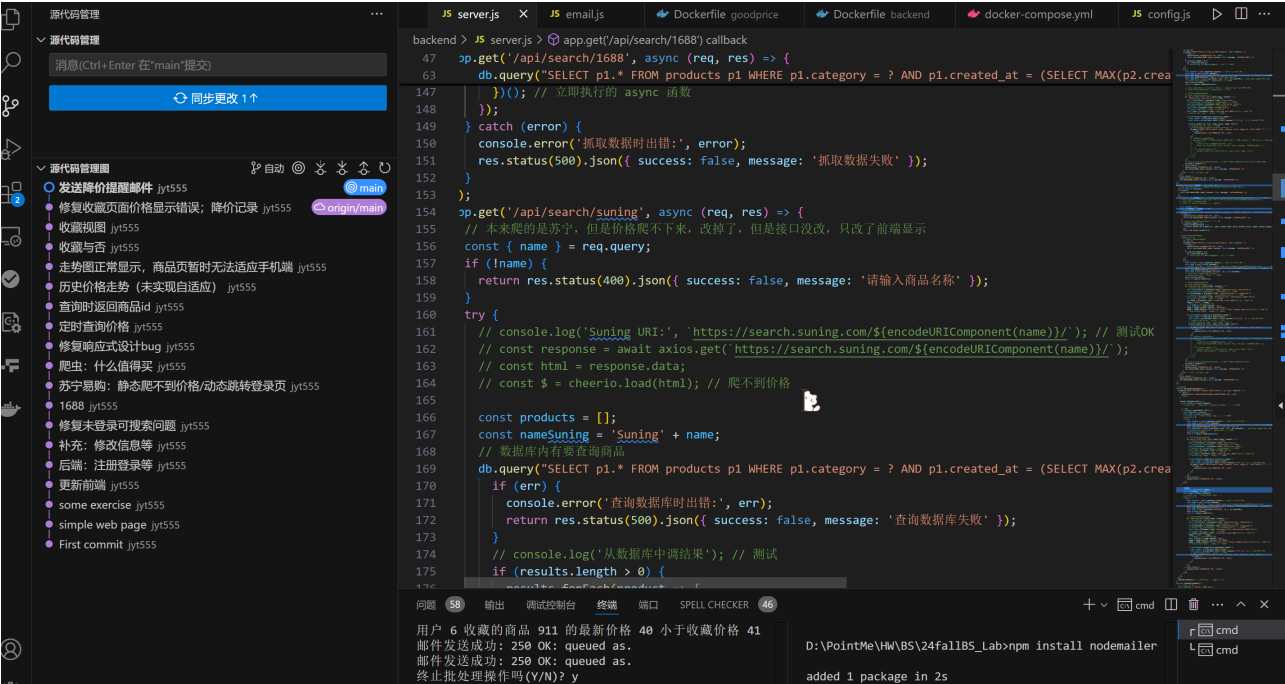 源代码管理
源代码管理
消息(Ctrl+Enter 在"main"提交)
同步更改 1↑
源代码管理图 自动
发送降价提醒邮件 jyt555 main
修复收藏页面价格显示错误；降价记录 jyt555 origin/main
收藏视图 jyt555
收藏与否 jyt555
走势图正常显示，商品页暂时无法适应手机端 jyt555
历史价格走势（未实现自适应） jyt555
查询时返回商品id jyt555
定时查询价格 jyt555
修复响应式设计bug jyt555
爬虫：什么值得买 jyt555
苏宁易购：静态爬不到价格/动态跳转登录页 jyt555
1688 jyt555
修复未登录可搜索问题 jyt555
补充：修改信息等 jyt555
后端：注册登录等 jyt555
更新前端 jyt555
some exercise jyt555
simple web page jyt555
First commit jyt555
2
JS server.js JS email.js Dockerfile goodprice Dockerfile backend docker-compose.yml JS config.js
backend > JS server.js > app.get('/api/search/1688') callback
47 pp.get('/api/search/1688', async (req, res) => {
63 db.query("SELECT p1.* FROM products p1 WHERE p1.category = ? AND p1.created_at = (SELECT MAX(p2.crea
147 })(); // 立即执行的 async 函数
148 });
149 } catch (error) {
150 console.error('抓取数据时出错:', error);
151 res.status(500).json({ success: false, message: '抓取数据失败' });
152 }
153 );
154 pp.get('/api/search/suning', async (req, res) => {
155 // 本来爬的是苏宁，但是价格爬不下来，改掉了，但是接口没改，只改了前端显示
156 const { name } = req.query;
157 if (!name) {
158 return res.status(400).json({ success: false, message: '请输入商品名称' });
159 }
160 try {
161 // console.log('Suning URI:', `https://search.suning.com/${encodeURIComponent(name)}/`); // 测试OK
162 // const response = await axios.get(`https://search.suning.com/${encodeURIComponent(name)}/`);
163 // const html = response.data;
164 // const $ = cheerio.load(html); // 爬不到价格
165
166 const products = [];
167 const nameSuning = 'Suning' + name;
168 // 数据库内有要查询商品
169 db.query("SELECT p1.* FROM products p1 WHERE p1.category = ? AND p1.created_at = (SELECT MAX(p2.crea
170 if (err) {
171 console.error('查询数据库时出错:', err);
172 return res.status(500).json({ success: false, message: '查询数据库失败' });
173 }
174 // console.log('从数据库中调结果'); // 测试
175 if (results.length > 0) {
176 results.forEach(product => {
问题 58 输出 调试控制台 终端 端口 SPELL CHECKER 46 cmd
用户 6 收藏的商品 911 的最新价格 40 小于收藏价格 41
邮件发送成功: 250 OK: queued as.
邮件发送成功: 250 OK: queued as.
终止批处理操作吗(Y/N)? y
D:\PointMe\HW\BS\24fallBS_Lab>npm install nodemailer
added 1 package in 2s
cmd
cmd